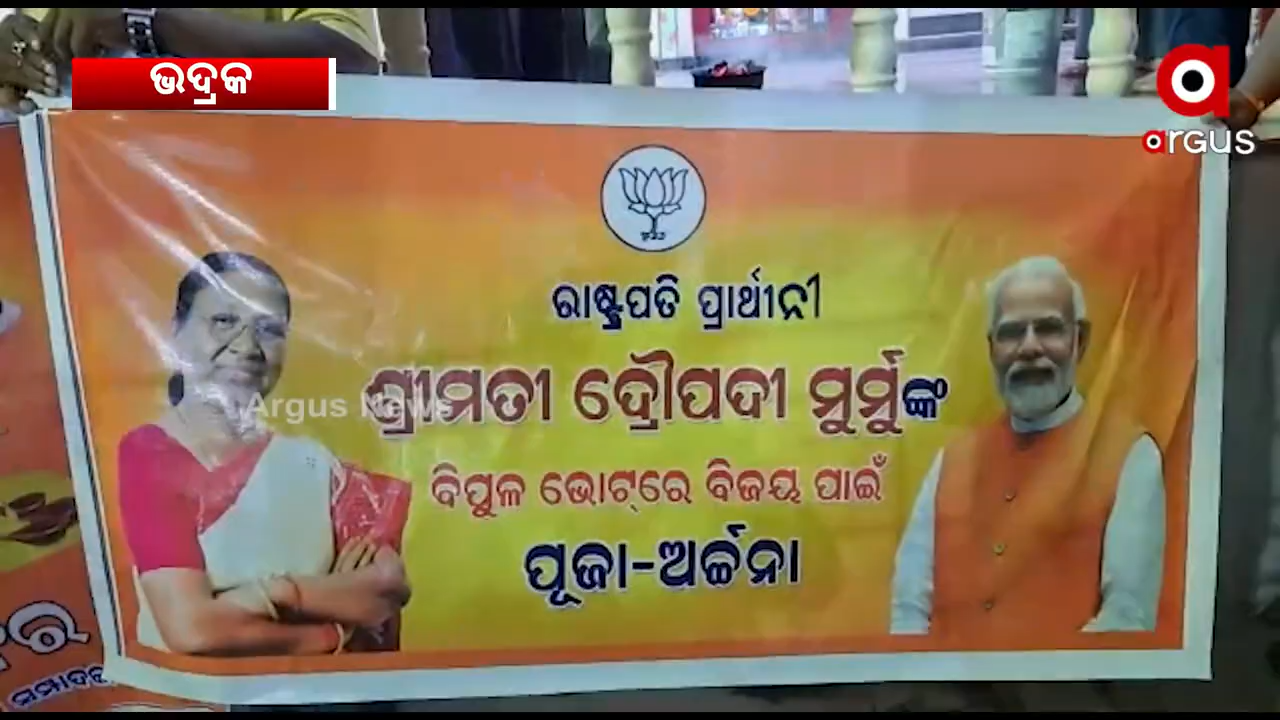 ଭଦ୍ରକ
argus
ରାଷ୍ଟ୍ରପତି ପ୍ରାର୍ଥୀନୀ
ଶ୍ରୀମତୀ ଦ୍ରୌପଦୀ ମୁର୍ମୁଙ୍କ
Argus News
ବିପୁଳ ଭୋଟ୍‌ରେ ବିଜୟ ପାଇଁ
ପୂଜା-ଅର୍ଚ୍ଚନା